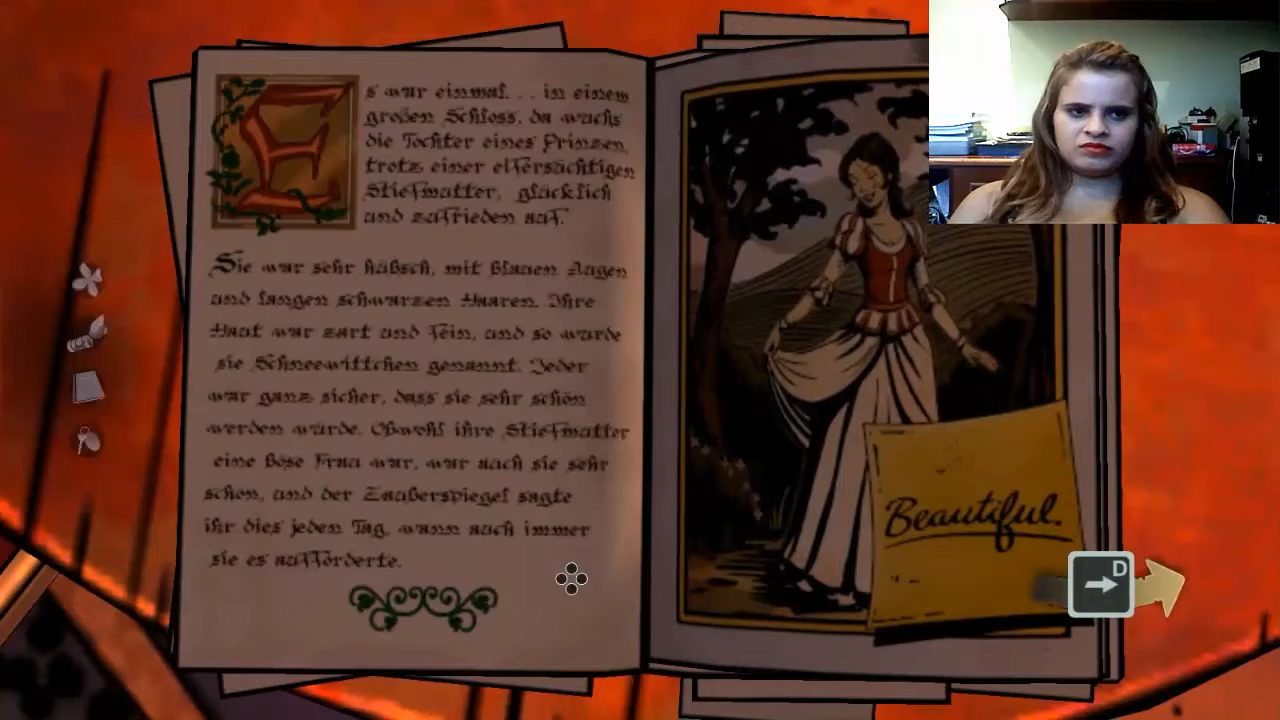 Es war einmal... in einem
großen Schloss, da wuchs
die Tochter eines Prinzen,
trotz einer eifersüchtigen
Stiefmutter, glücklich
und zufrieden auf.
Sie war sehr hübsch, mit blauen Augen
und langen schwarzen Haaren. Ihre
Haut war zart und fein, und so wurde
sie Schneewittchen genannt. Jeder
war ganz sicher, dass sie sehr schön
werden würde. Obwohl ihre Stiefmutter
eine böse Frau war, war auch sie sehr
schön, und der Zauberspiegel sagte
ihr dies jeden Tag, wann auch immer
sie es aufforderte.
Beautiful.
D